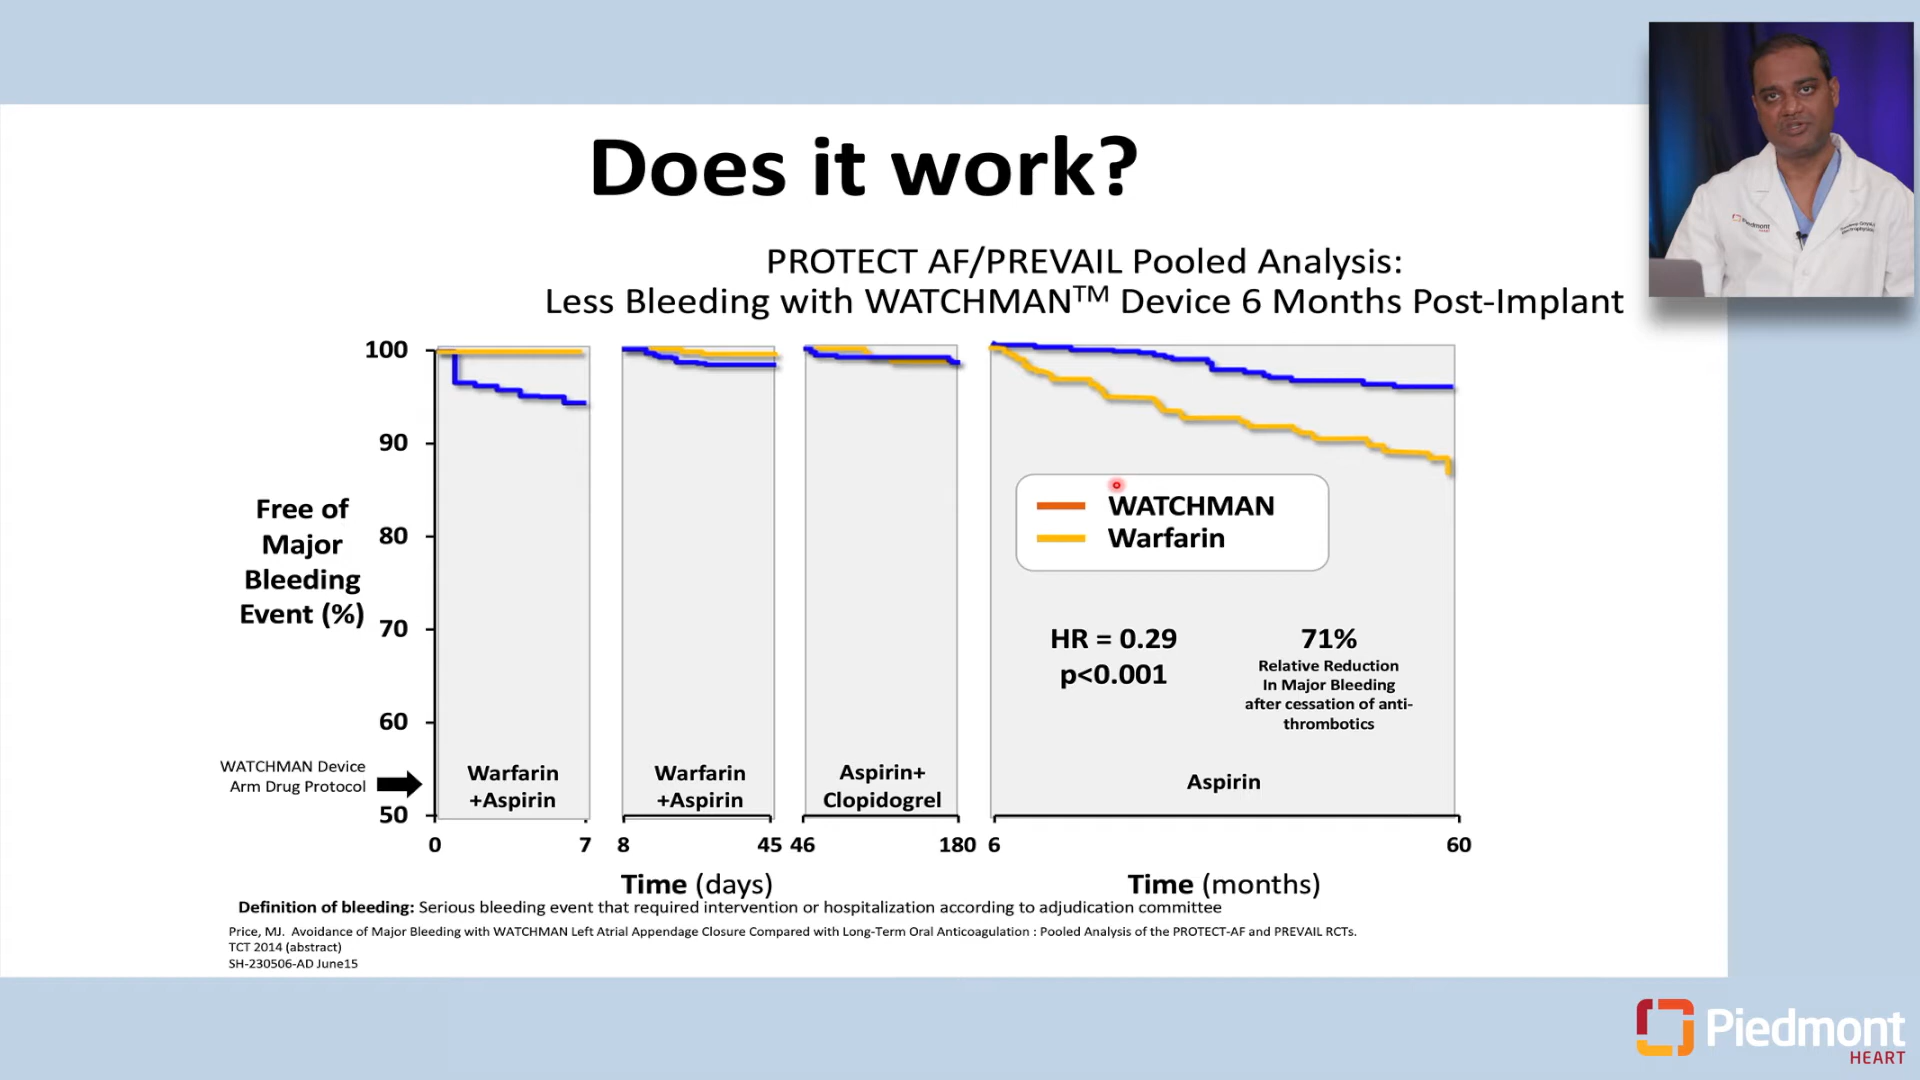 Does it work?
PROTECT AF/PREVAIL Pooled Analysis:
Less Bleeding with WATCHMAN™ Device 6 Months Post-Implant
100
90
80
70
60
50
Free of
Major
Bleeding
Event (%)
WATCHMAN
Warfarin
HR = 0.29
p<0.001
71%
Relative Reduction
In Major Bleeding
after cessation of anti-
thrombotics
WATCHMAN Device
Arm Drug Protocol
Warfarin
+Aspirin
Warfarin
+Aspirin
Aspirin+
Clopidogrel
Aspirin
0 7 8 45 46 180 6 60
Time (days)
Time (months)
Definition of bleeding: Serious bleeding event that required intervention or hospitalization according to adjudication committee
Price, MJ. Avoidance of Major Bleeding with WATCHMAN Left Atrial Appendage Closure Compared with Long-Term Oral Anticoagulation : Pooled Analysis of the PROTECT-AF and PREVAIL RCTs.
TCT 2014 (abstract)
SH-230506-AD June15
Piedmont
Piedmont
HEART